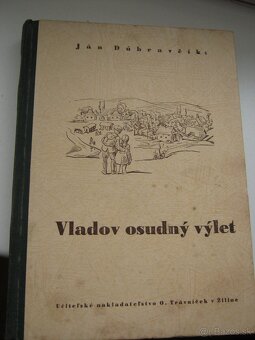 Ján Dúbravčík:
Vladov osudný výlet
Učiteľské nakladateľstvo O. Trávniček v Žiline